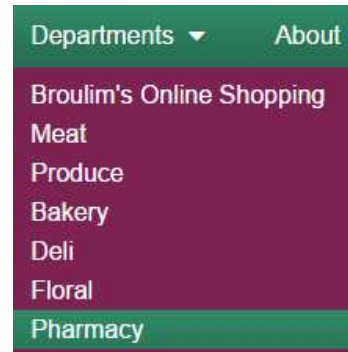 Departments About
Broulim's Online Shopping
Meat
Produce
Bakery
Deli
Floral
Pharmacy